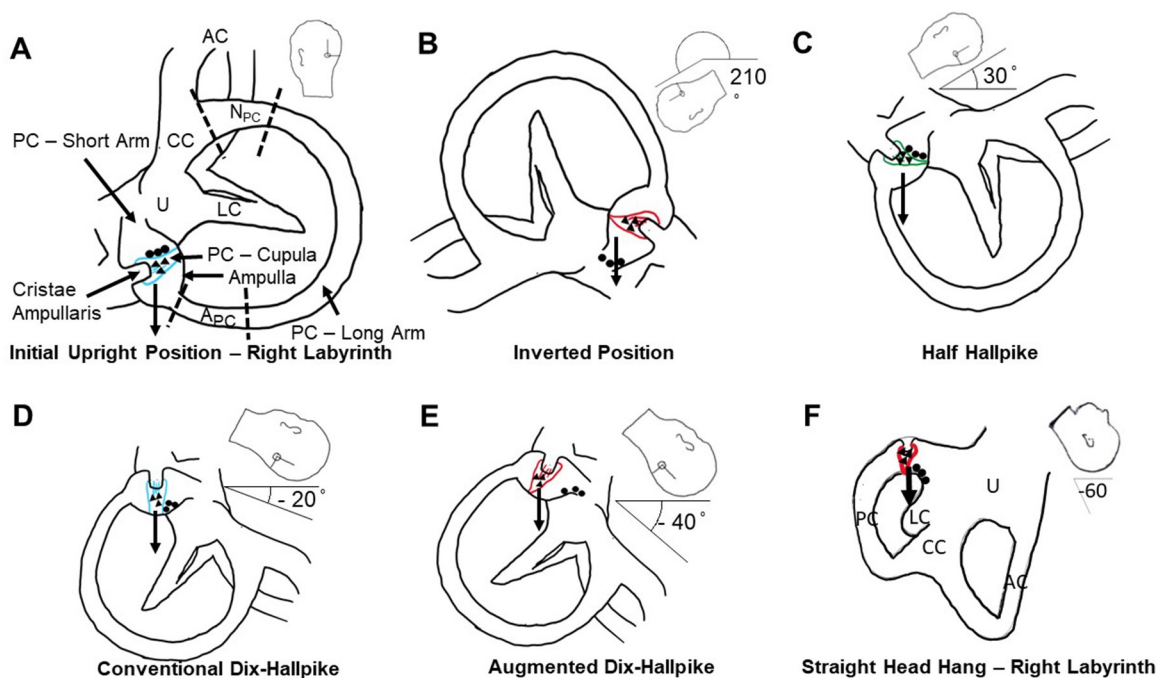 A
AC
N_PC
PC – Short Arm
CC
U
LC
PC – Cupula
Ampulla
Cristae
Ampullaris
A_PC
PC – Long Arm
Initial Upright Position – Right Labyrinth
B
210
°
Inverted Position
C
30°
Half Hallpike
D
- 20°
Conventional Dix-Hallpike
E
- 40°
Augmented Dix-Hallpike
F
-60
U
PC
LC
CC
AC
Straight Head Hang – Right Labyrinth